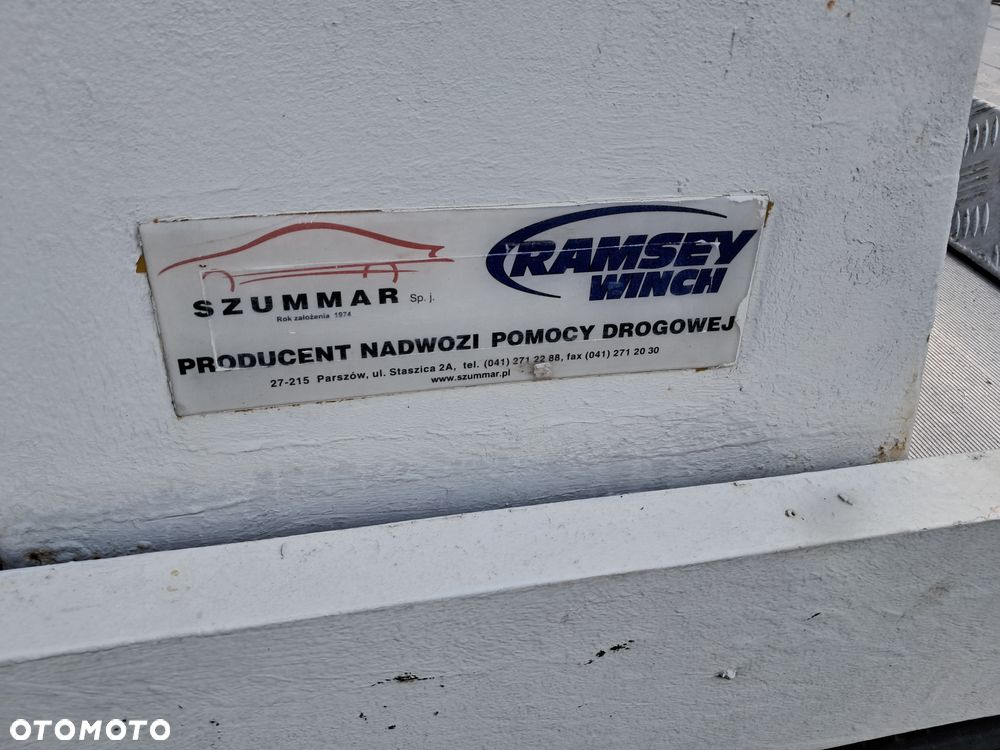 SZUMMAR Sp. j.
Rok założenia 1974
RAMSEY
WINCH
PRODUCENT NADWOZI POMOCY DROGOWEJ
27-215 Parszów, ul. Staszica 2A, tel. (041) 271 22 88, fax (041) 271 20 30
www.szummar.pl
OTOMOTO